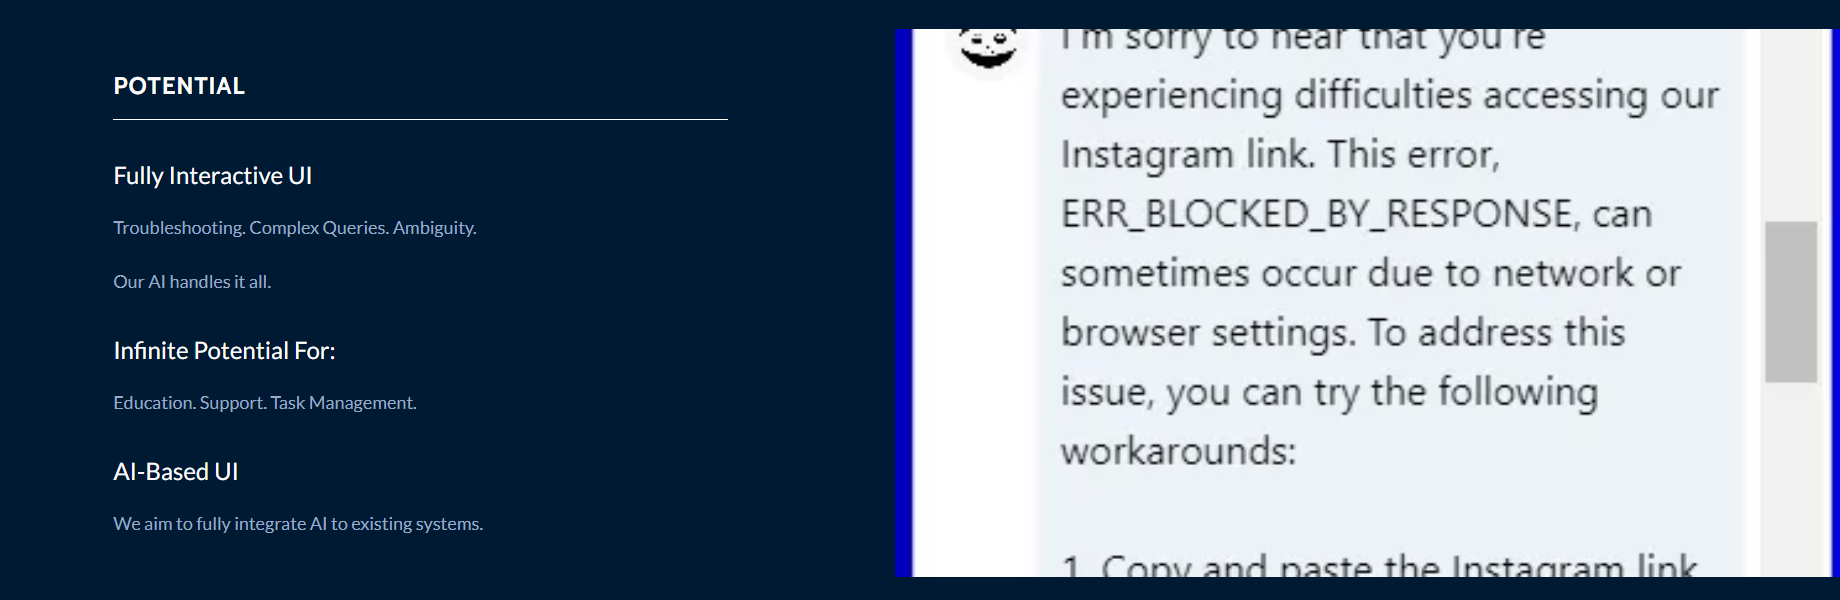 POTENTIAL
Fully Interactive UI
Troubleshooting. Complex Queries. Ambiguity.
Our AI handles it all.
Infinite Potential For:
Education. Support. Task Management.
AI-Based UI
We aim to fully integrate AI to existing systems.
I'm sorry to hear that you're
experiencing difficulties accessing our
Instagram link. This error,
ERR_BLOCKED_BY_RESPONSE, can
sometimes occur due to network or
browser settings. To address this
issue, you can try the following
workarounds:
1. Copy and paste the Instagram link